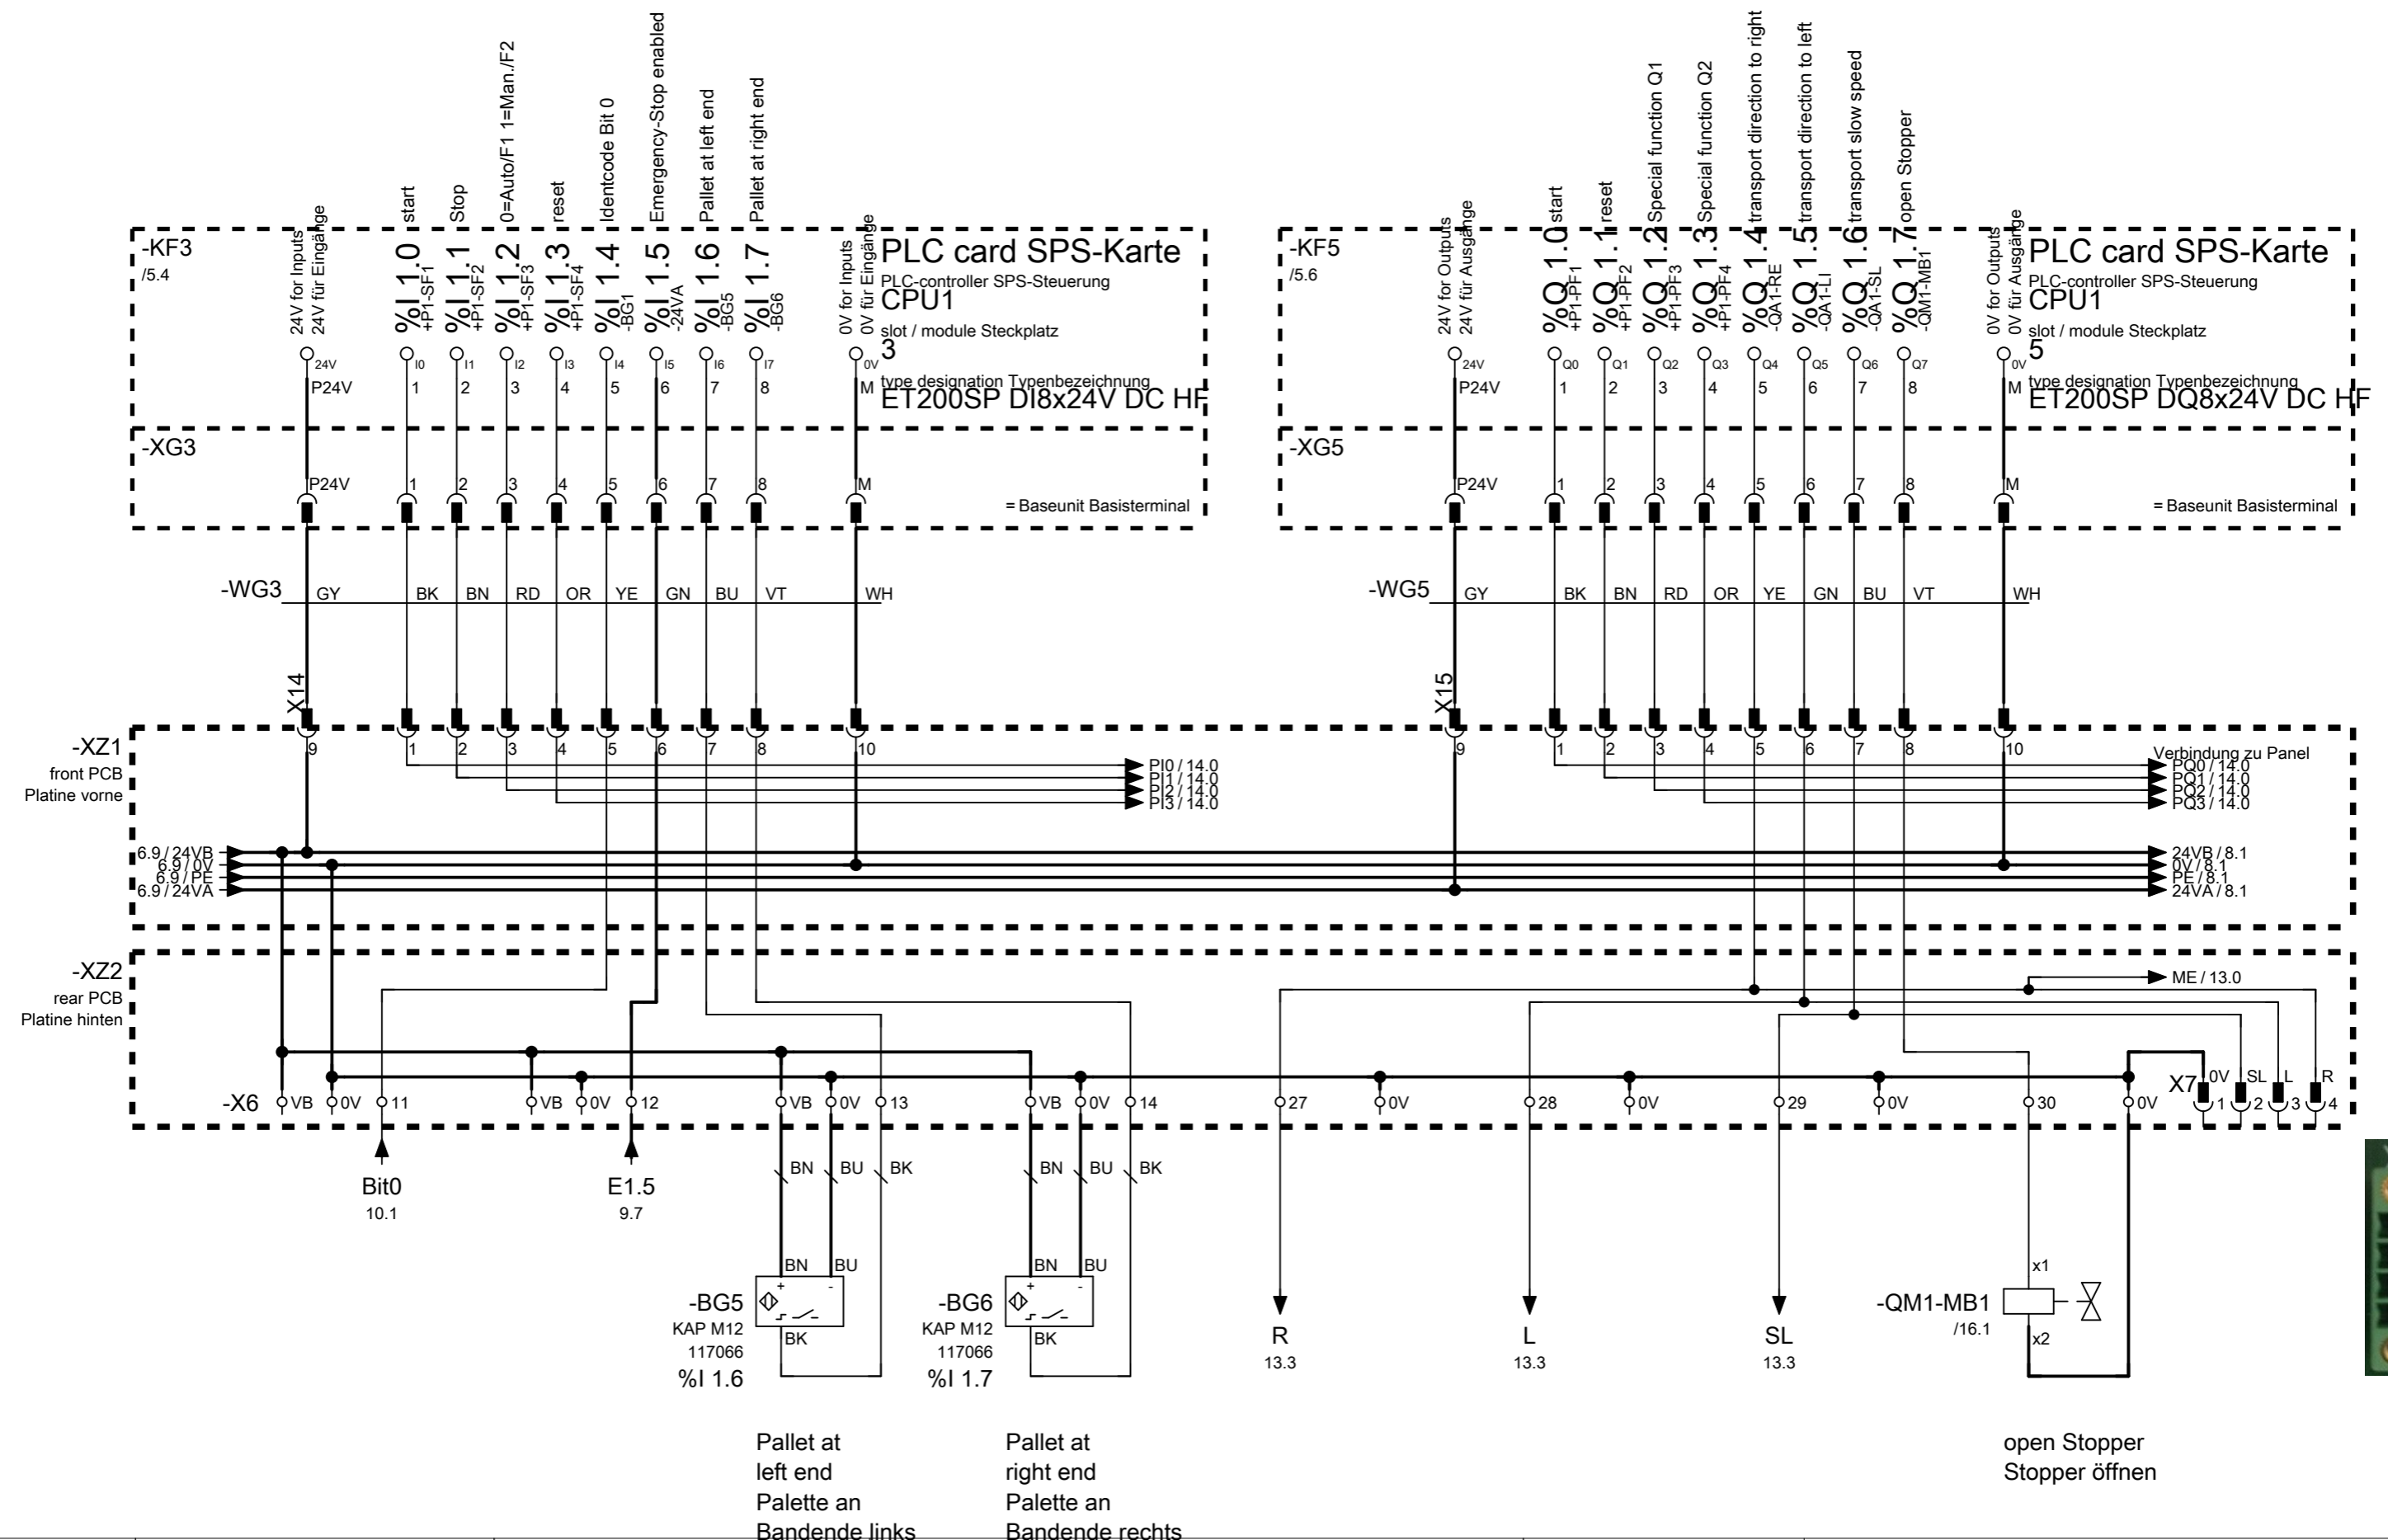 start
Stop
0=Auto/F1 1=Man./F2
reset
Identcode Bit 0
Emergency-Stop enabled
Pallet at left end
Pallet at right end
-KF3
/5.4
24V for Inputs
24V für Eingänge
%I 1.0
+P1-SF1
%I 1.1
+P1-SF2
%I 1.2
+P1-SF3
%I 1.3
+P1-SF4
%I 1.4
-BG1
%I 1.5
-24VA
%I 1.6
-BG5
%I 1.7
-BG6
0V for Inputs
0V für Eingänge
PLC card SPS-Karte
PLC-controller SPS-Steuerung
CPU1
slot / module Steckplatz
3
type designation Typenbezeichnung
ET200SP DI8x24V DC HF
24V I0 I1 I2 I3 I4 I5 I6 I7 0V
P24V 1 2 3 4 5 6 7 8 M
-XG3
P24V 1 2 3 4 5 6 7 8 M
= Baseunit Basisterminal
-WG3 GY BK BN RD OR YE GN BU VT WH
X14
start
reset
Special function Q1
Special function Q2
transport direction to right
transport direction to left
transport slow speed
open Stopper
-KF5
/5.6
24V for Outputs
24V für Ausgänge
%Q 1.0
+P1-PF1
%Q 1.1
+P1-PF2
%Q 1.2
+P1-PF3
%Q 1.3
+P1-PF4
%Q 1.4
-QA1-RE
%Q 1.5
-QA1-LI
%Q 1.6
-QA1-SL
%Q 1.7
-QM1-MB1
0V for Outputs
0V für Ausgänge
PLC card SPS-Karte
PLC-controller SPS-Steuerung
CPU1
slot / module Steckplatz
5
type designation Typenbezeichnung
ET200SP DQ8x24V DC HF
24V Q0 Q1 Q2 Q3 Q4 Q5 Q6 Q7 0V
P24V 1 2 3 4 5 6 7 8 M
-XG5
P24V 1 2 3 4 5 6 7 8 M
= Baseunit Basisterminal
-WG5 GY BK BN RD OR YE GN BU VT WH
X15
-XZ1
front PCB
Platine vorne
9 1 2 3 4 5 6 7 8 10
PI0 / 14.0
PI1 / 14.0
PI2 / 14.0
PI3 / 14.0
9 1 2 3 4 5 6 7 8 10
Verbindung zu Panel
PQ0 / 14.0
PQ1 / 14.0
PQ2 / 14.0
PQ3 / 14.0
6.9 / 24VB
6.9 / 0V
6.9 / PE
6.9 / 24VA
24VB / 8.1
0V / 8.1
PE / 8.1
24VA / 8.1
-XZ2
rear PCB
Platine hinten
ME / 13.0
X7 0V SL L R
-X6 VB 0V 11 VB 0V 12 VB 0V 13 VB 0V 14 27 0V 28 0V 29 0V 30 0V 1 2 3 4
Bit0
10.1
E1.5
9.7
BN BU BK
BN BU BK
BN BU
+ -
-BG5
KAP M12
117066
%I 1.6
BK
BN BU
+ -
-BG6
KAP M12
117066
%I 1.7
BK
R
13.3
L
13.3
SL
13.3
x1
-QM1-MB1
/16.1
x2
Pallet at
left end
Palette an
Bandende links
Pallet at
right end
Palette an
Bandende rechts
open Stopper
Stopper öffnen